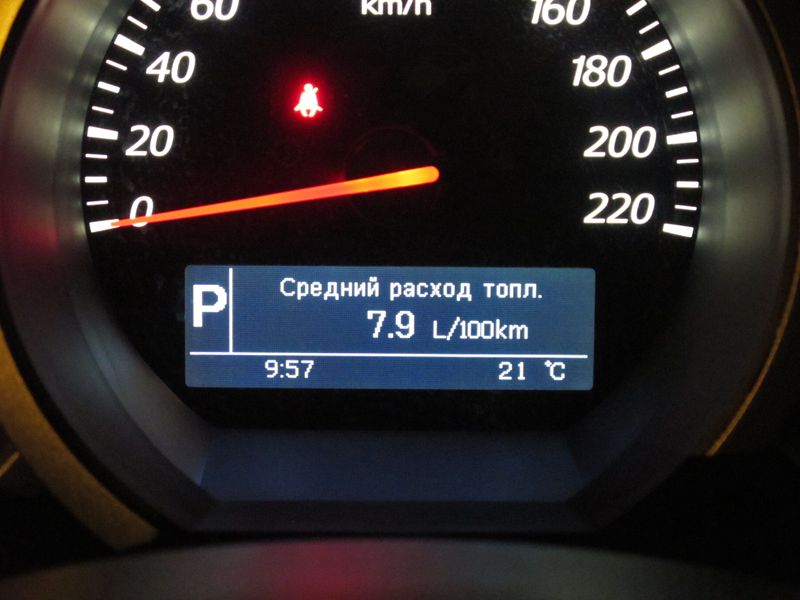 60 km/h 160
40 180
20 200
0 220
P Средний расход топл.
7.9 L/100km
9:57 21 °C